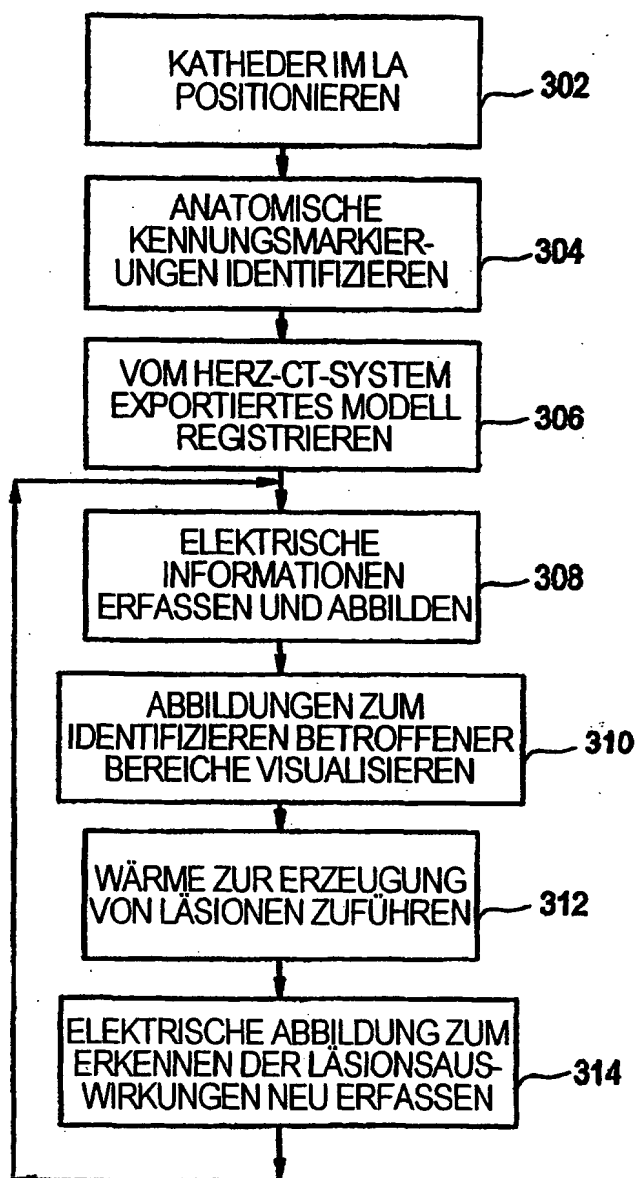 KATHEDER IM LA
POSITIONIEREN
302
ANATOMISCHE
KENNUNGSMARKIER-
UNGEN IDENTIFIZIEREN
304
VOM HERZ-CT-SYSTEM
EXPORTIERTES MODELL
REGISTRIEREN
306
ELEKTRISCHE
INFORMATIONEN
ERFASSEN UND ABBILDEN
308
ABBILDUNGEN ZUM
IDENTIFIZIEREN BETROFFENER
BEREICHE VISUALISIEREN
310
WÄRME ZUR ERZEUGUNG
VON LÄSIONEN ZUFÜHREN
312
ELEKTRISCHE ABBILDUNG ZUM
ERKENNEN DER LÄSIONSAUS-
WIRKUNGEN NEU ERFASSEN
314